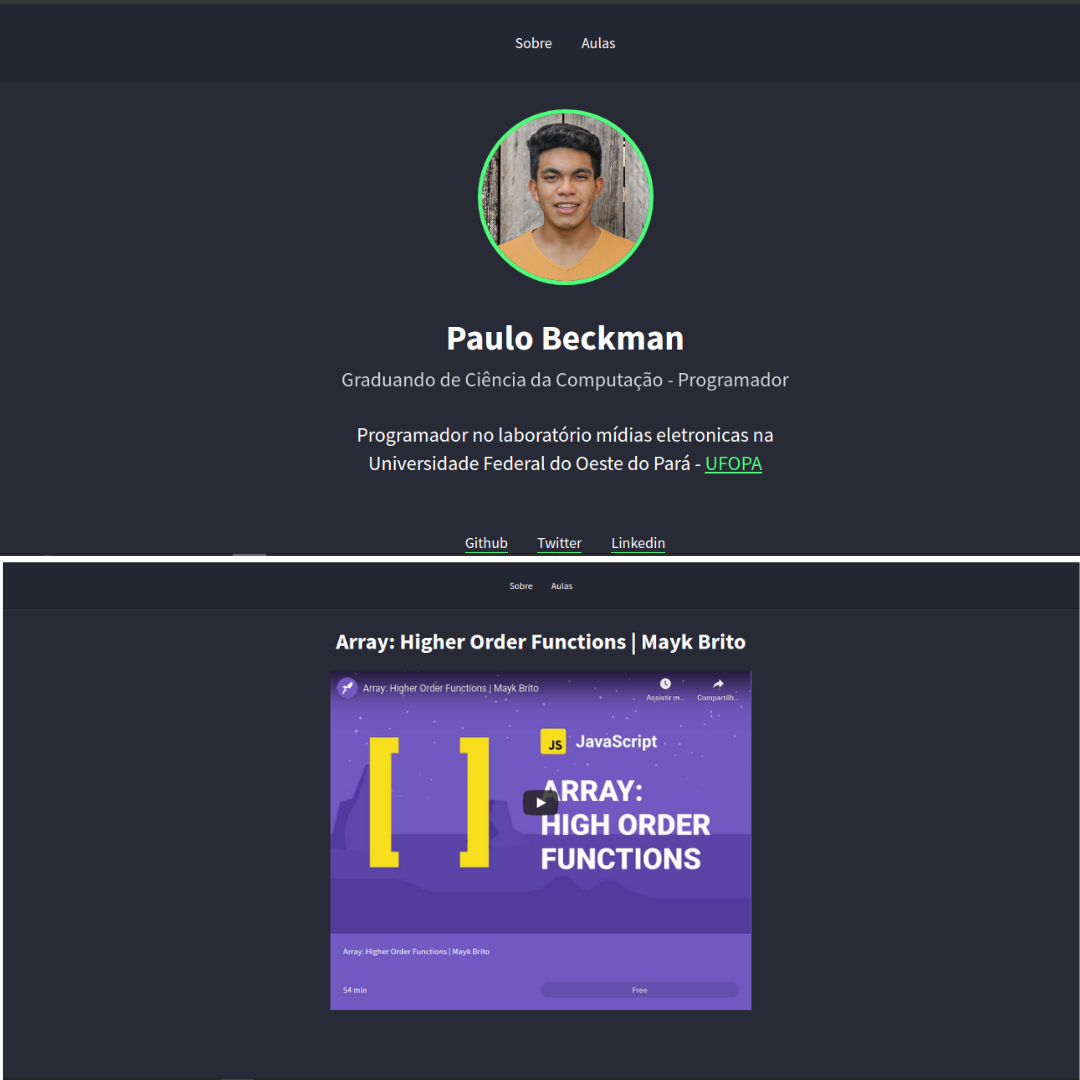 Sobre Aulas
Paulo Beckman
Graduando de Ciência da Computação - Programador
Programador no laboratório mídias eletronicas na
Universidade Federal do Oeste do Pará - UFOPA
Github Twitter Linkedin
Sobre Aulas
Array: Higher Order Functions | Mayk Brito
Array: Higher Order Functions | Mayk Brito
Assistir m... Compartilh...
JS JavaScript
[ ]
ARRAY:
HIGH ORDER
FUNCTIONS
Array: Higher Order Functions | Mayk Brito
54 min Free